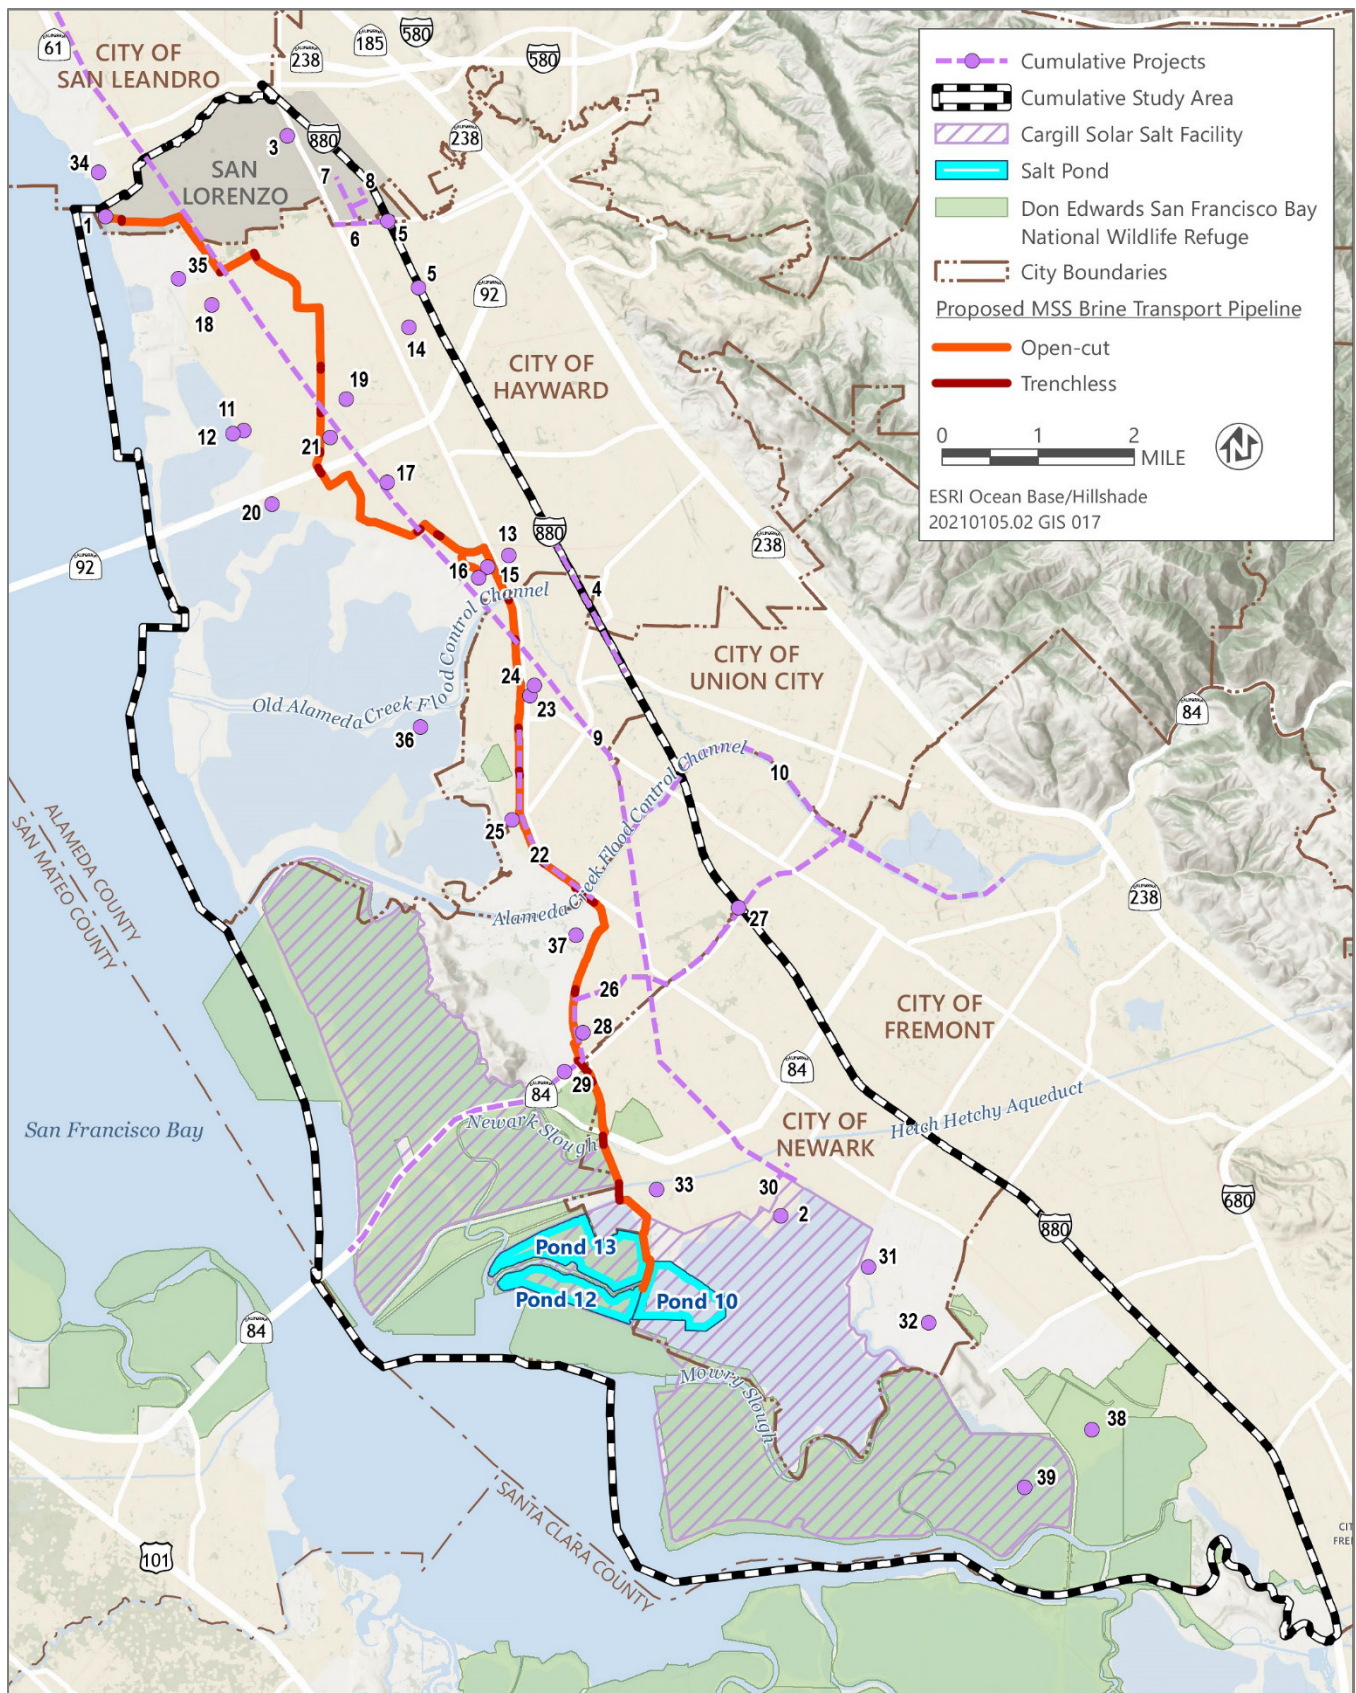 61
CITY OF
SAN LEANDRO
238
185
580
580
238
880
3
34
SAN
LORENZO
7
8
1
6
15
5
35
18
92
14
CITY OF
HAYWARD
19
11
12
21
17
20
92
13
16
15
880
238
4
Old Alameda Creek Flood Control Channel
CITY OF
UNION CITY
24
23
84
36
9
10
25
22
Alameda Creek Flood Control Channel
ALAMEDA COUNTY
SAN MATEO COUNTY
238
27
37
26
CITY OF
FREMONT
28
29
84
84
Newark Slough
San Francisco Bay
CITY OF
NEWARK
Hetch Hetchy Aqueduct
33
30
2
680
880
Pond 13
Pond 12
Pond 10
31
32
84
Mowry Slough
38
39
SANTA CLARA COUNTY
101
CIT
FRE
Cumulative Projects
Cumulative Study Area
Cargill Solar Salt Facility
Salt Pond
Don Edwards San Francisco Bay
National Wildlife Refuge
City Boundaries
Proposed MSS Brine Transport Pipeline
Open-cut
Trenchless
0 1 2
MILE
N
ESRI Ocean Base/Hillshade
20210105.02 GIS 017